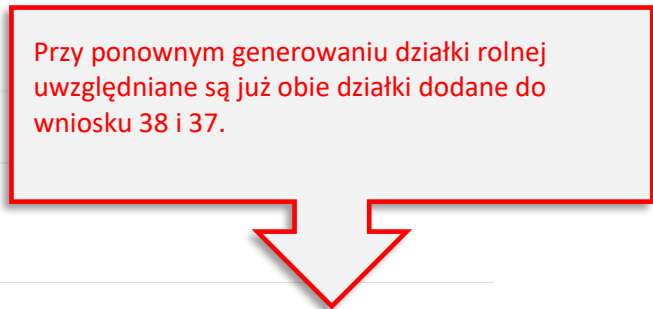 Przy ponownym generowaniu działki rolnej
uwzględniane są już obie działki dodane do
wniosku 38 i 37.